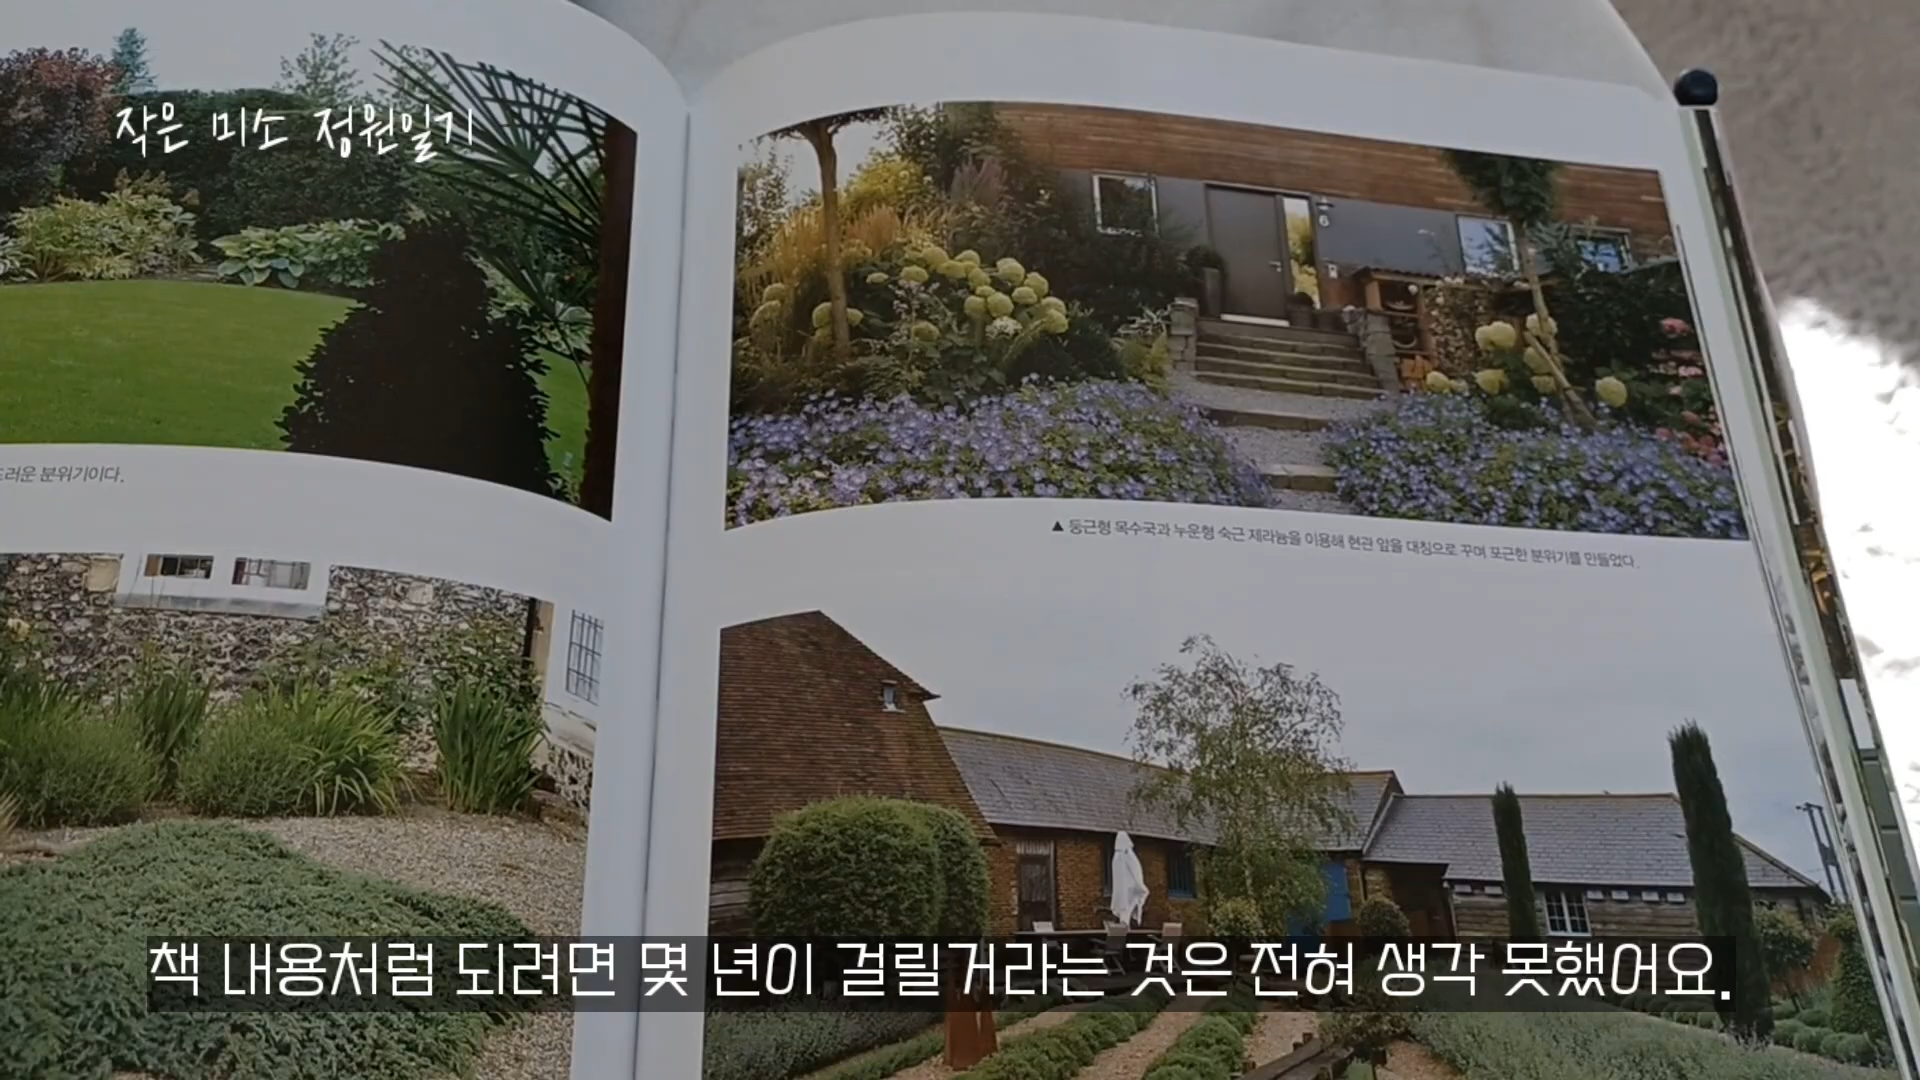 작은 미소 정원일기
드러운 분위기이다.
▲ 둥근형 목수국과 누운형 숙근 제라늄을 이용해 현관 앞을 대칭으로 꾸며 포근한 분위기를 만들었다.
6
책 내용처럼 되려면 몇 년이 걸릴거라는 것은 전혀 생각 못했어요.